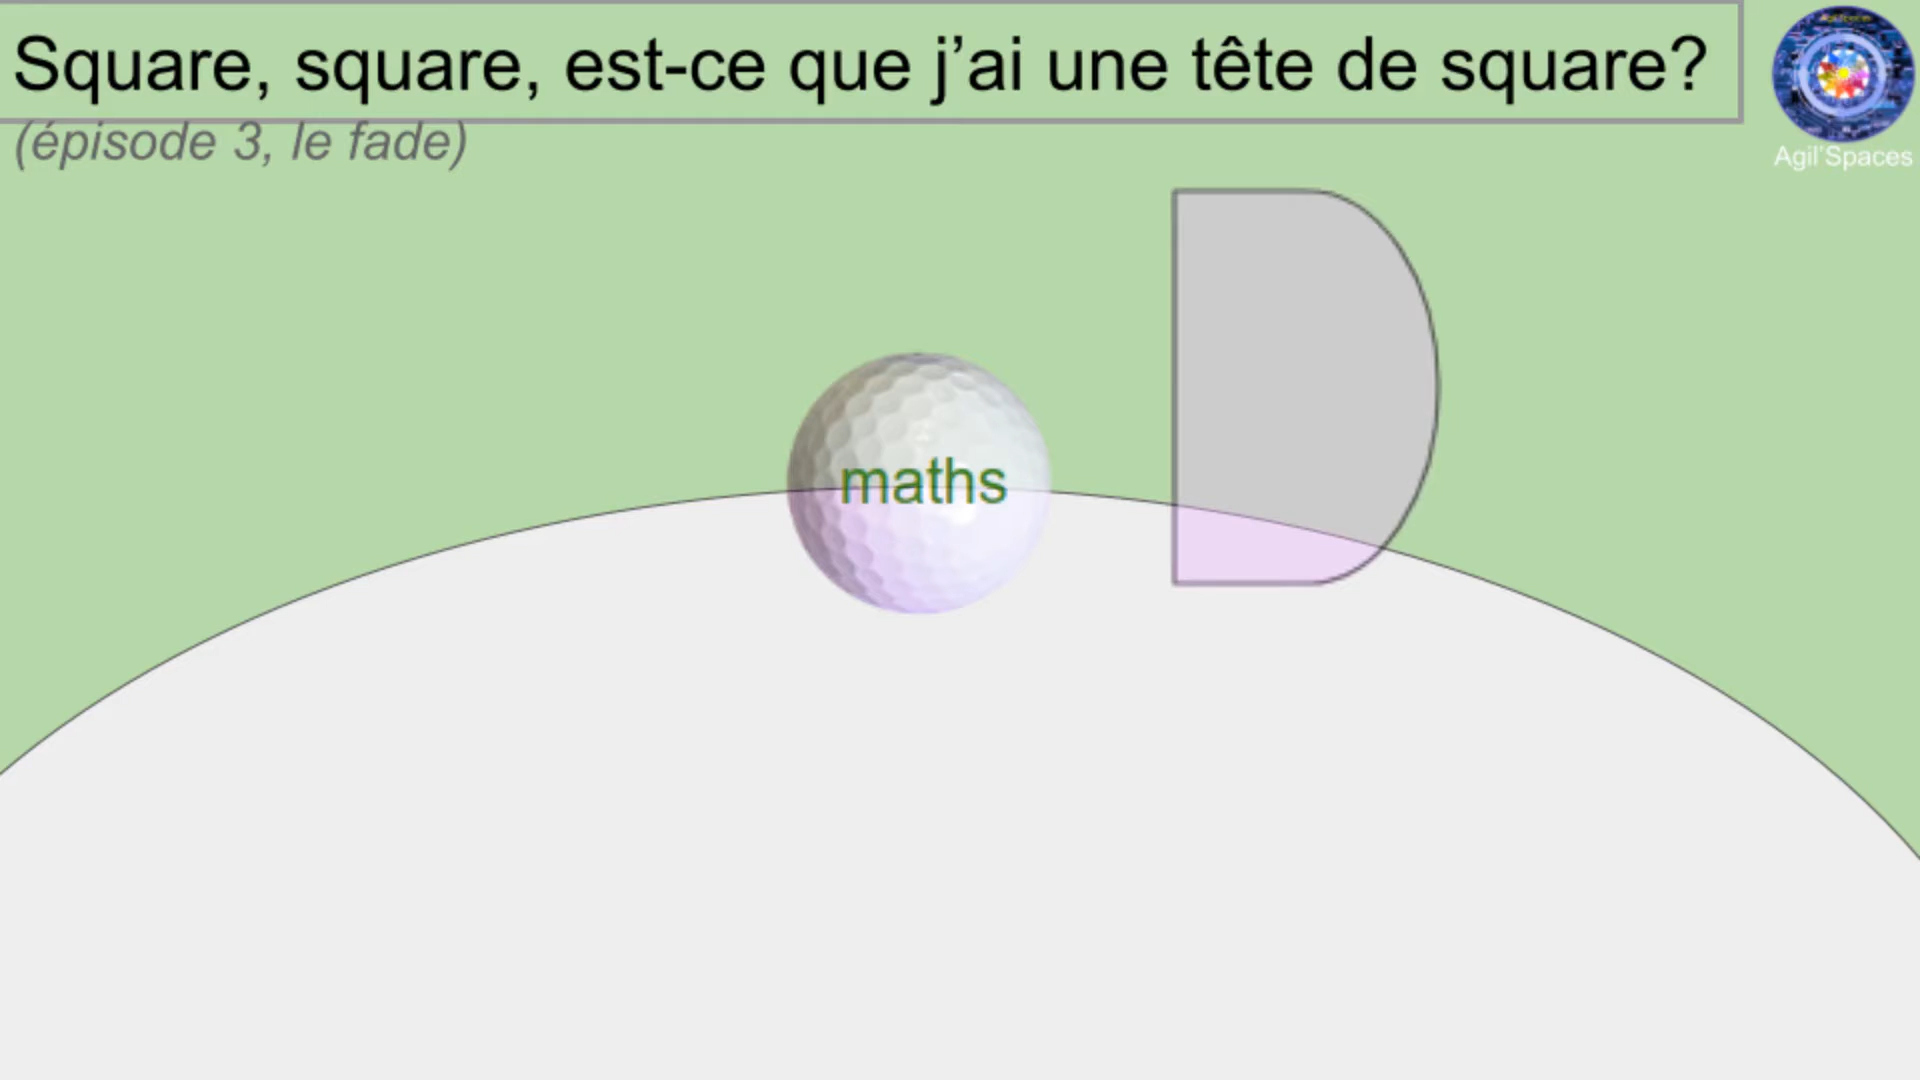 Square, square, est-ce que j’ai une tête de square?
(épisode 3, le fade)
Agil’Spaces
maths